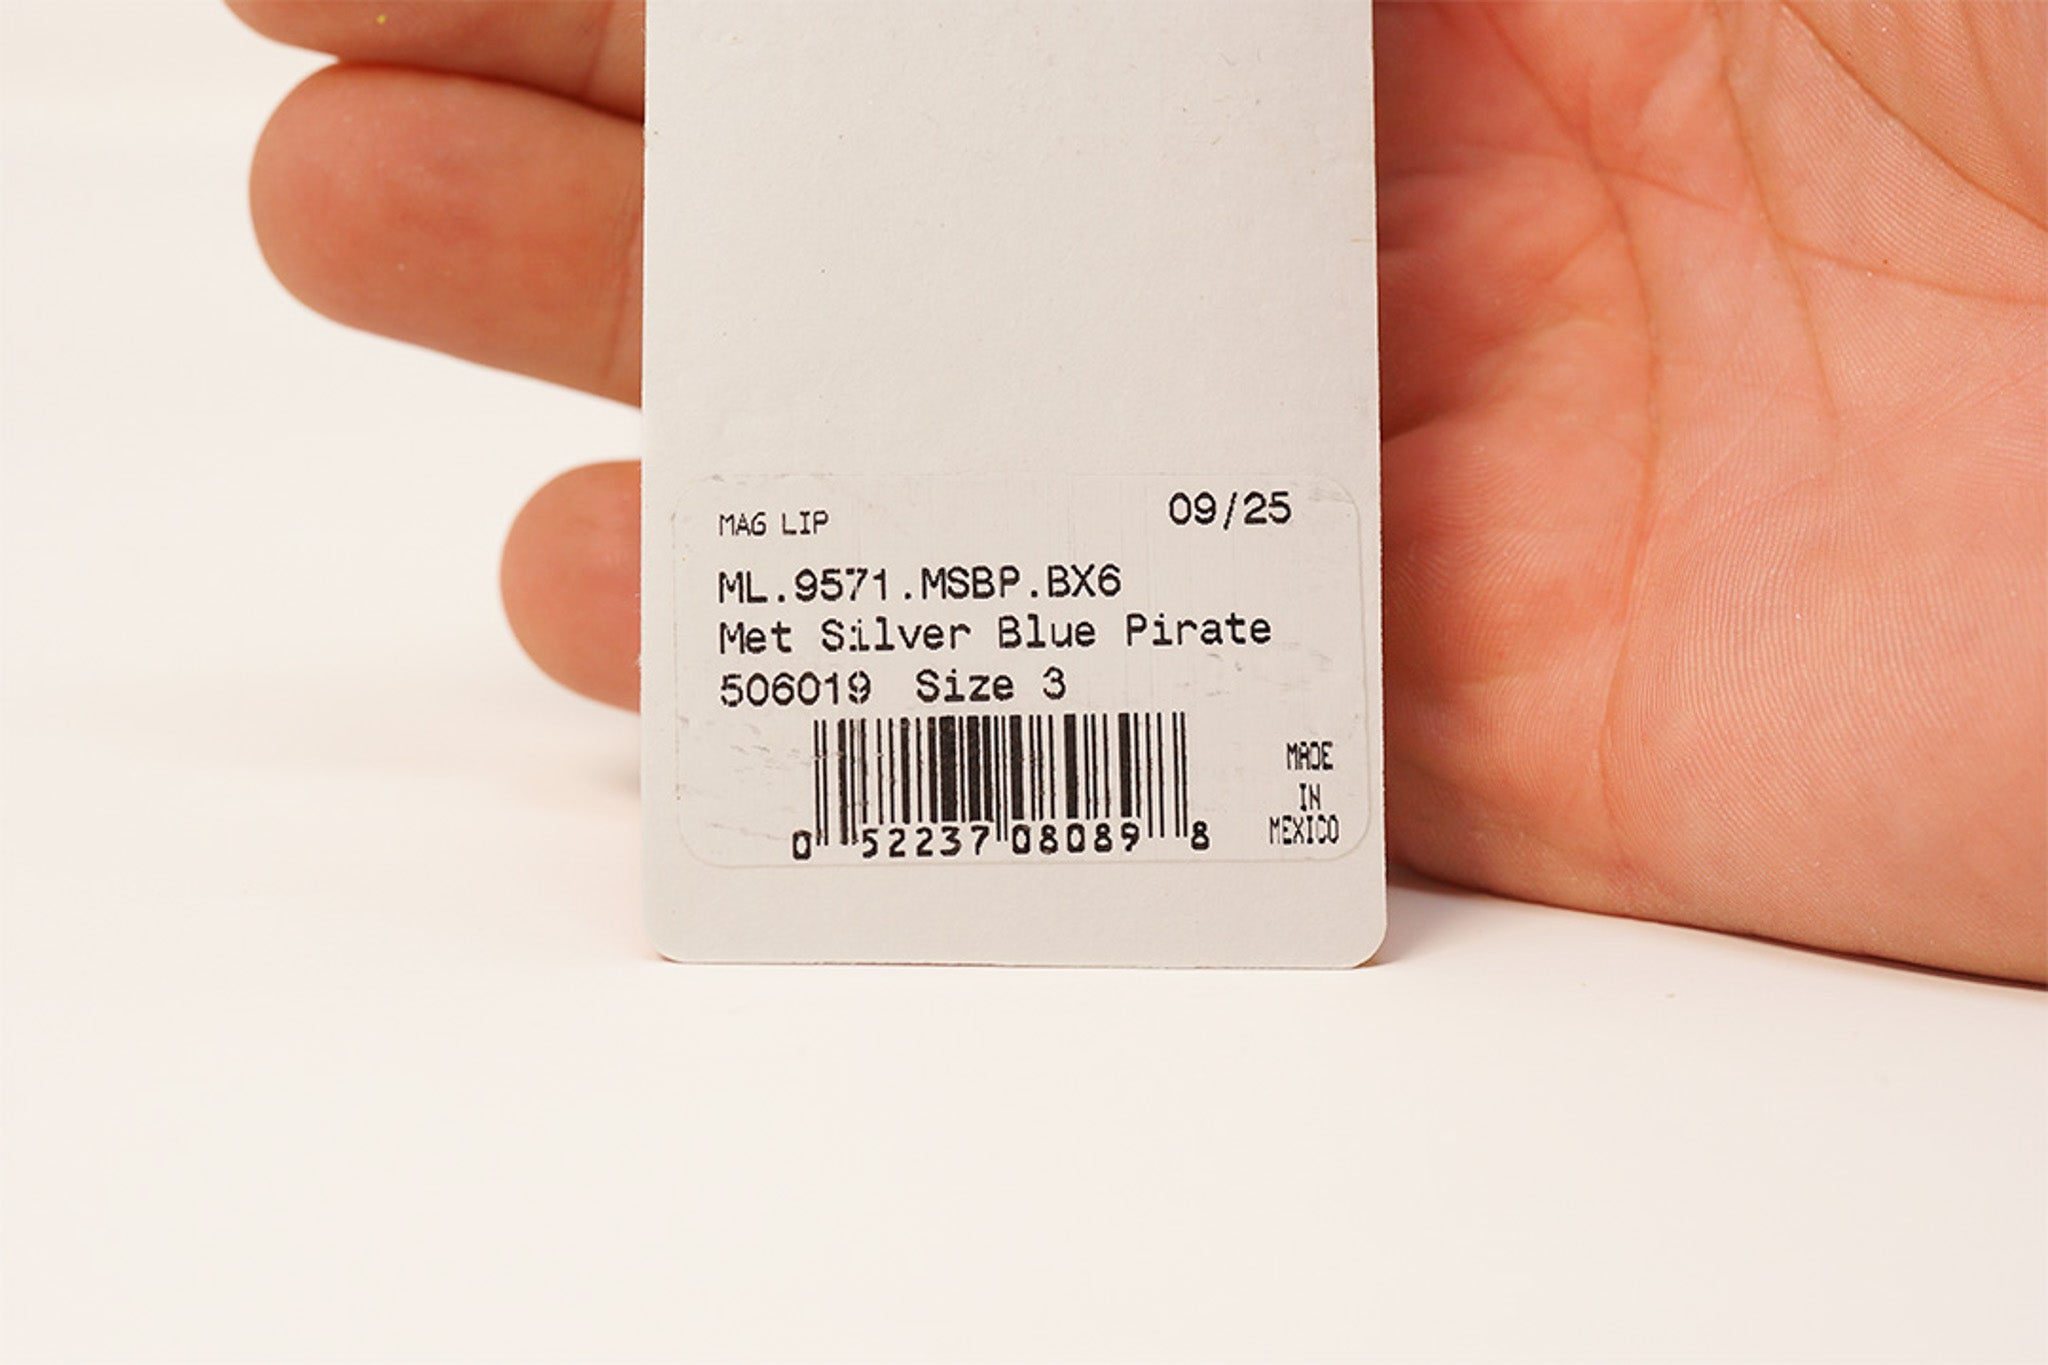 MAG LIP 09/25
ML.9571.MSBP.BX6
Met Silver Blue Pirate
506019 Size 3
0 52237 08089 8
MADE
IN
MEXICO